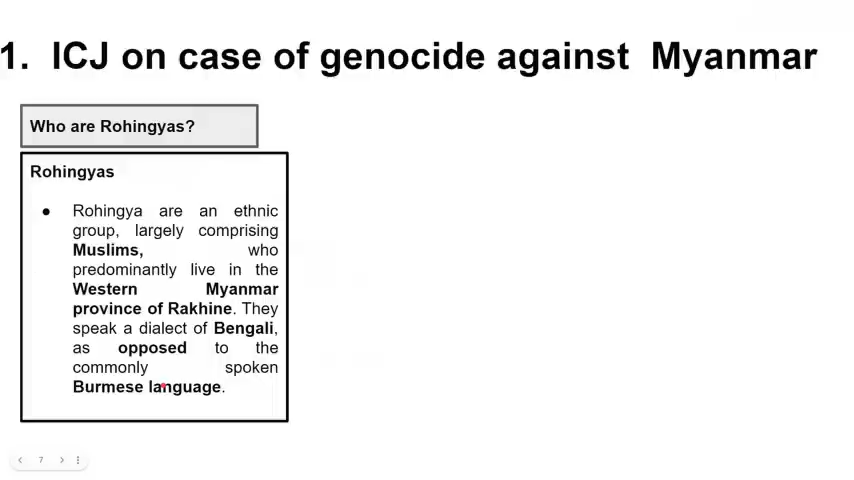 1. ICJ on case of genocide against Myanmar
Who are Rohingyas?
Rohingyas
● Rohingya are an ethnic
group, largely comprising
Muslims, who
predominantly live in the
Western Myanmar
province of Rakhine. They
speak a dialect of Bengali,
as opposed to the
commonly spoken
Burmese language.
7